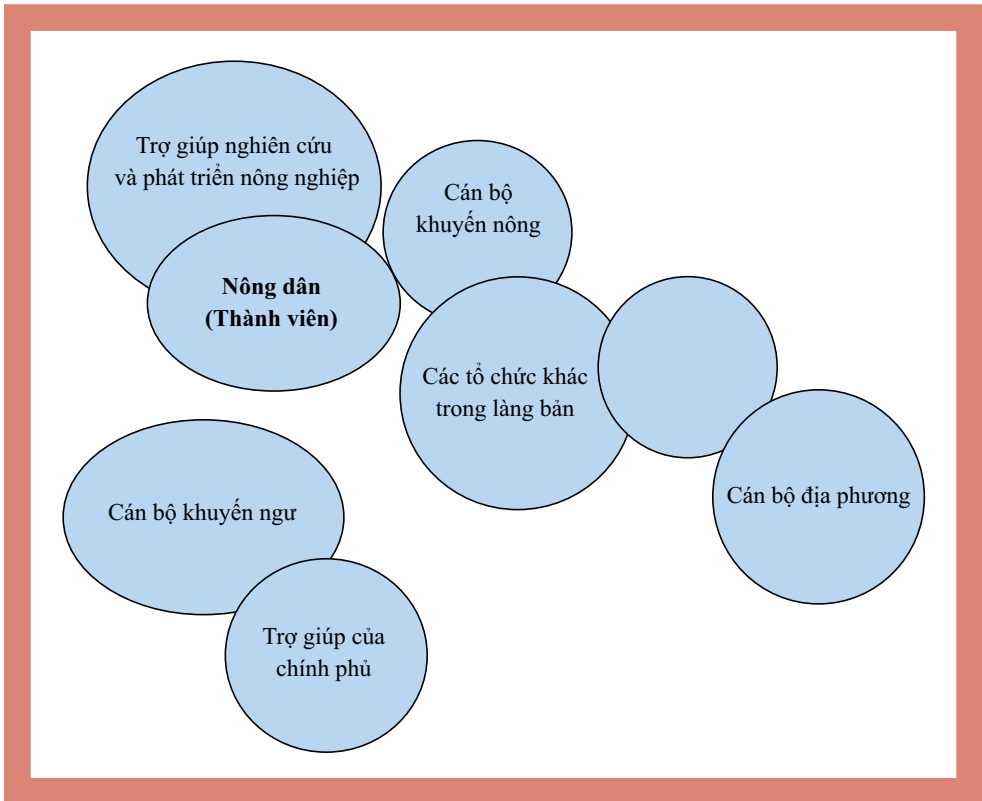 Trợ giúp nghiên cứu
và phát triển nông nghiệp
Cán bộ
khuyến nông
Nông dân
(Thành viên)
Các tổ chức khác
trong làng bản
Cán bộ địa phương
Cán bộ khuyến ngư
Trợ giúp của
chính phủ